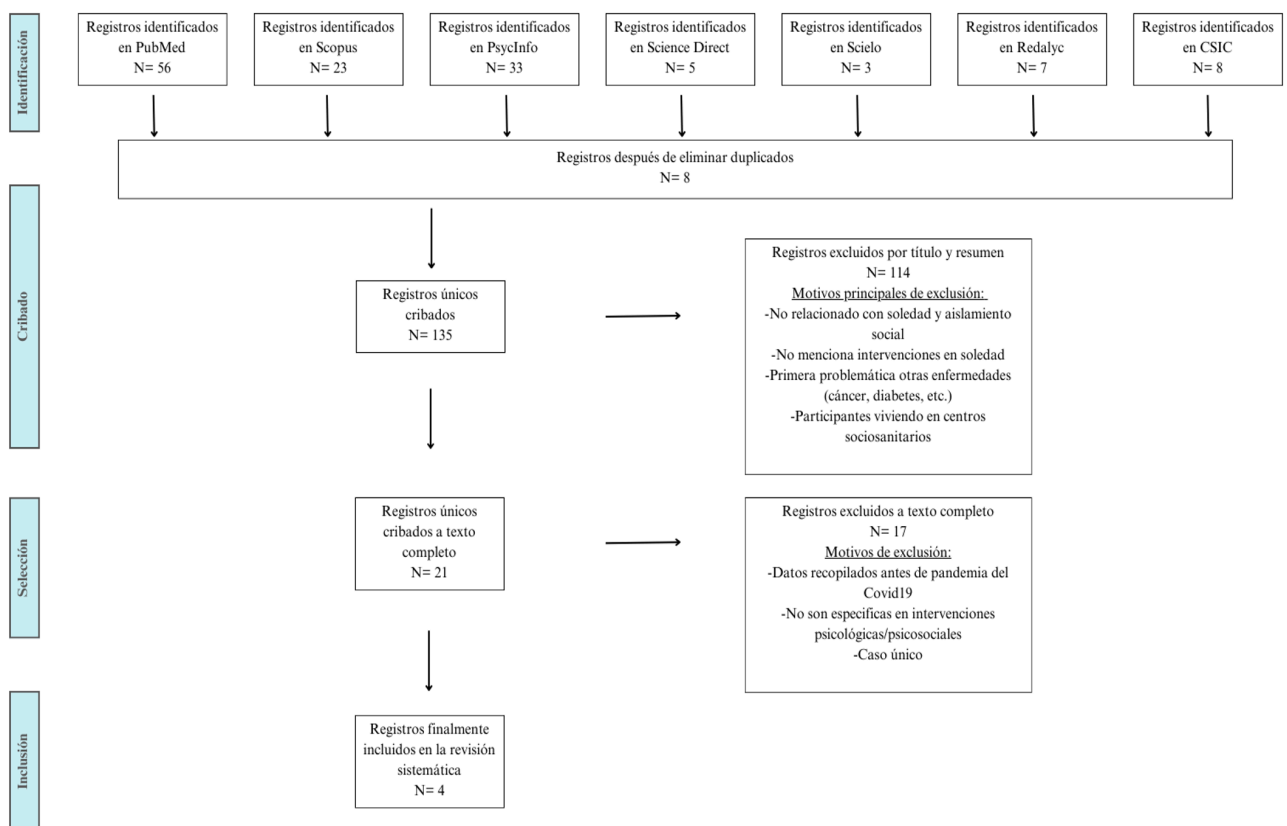 Identificación
Registros identificados
en PubMed
N= 56
Registros identificados
en Scopus
N= 23
Registros identificados
en PsycInfo
N= 33
Registros identificados
en Science Direct
N= 5
Registros identificados
en Scielo
N= 3
Registros identificados
en Redalyc
N= 7
Registros identificados
en CSIC
N= 8
Registros después de eliminar duplicados
N= 8
Cribado
Registros únicos
cribados
N= 135
Registros excluidos por título y resumen
N= 114
Motivos principales de exclusión:
-No relacionado con soledad y aislamiento
social
-No menciona intervenciones en soledad
-Primera problemática otras enfermedades
(cáncer, diabetes, etc.)
-Participantes viviendo en centros
sociosanitarios
Selección
Registros únicos
cribados a texto
completo
N= 21
Registros excluidos a texto completo
N= 17
Motivos de exclusión:
-Datos recopilados antes de pandemia del
Covid19
-No son especificas en intervenciones
psicológicas/psicosociales
-Caso único
Inclusión
Registros finalmente
incluidos en la revisión
sistemática
N= 4